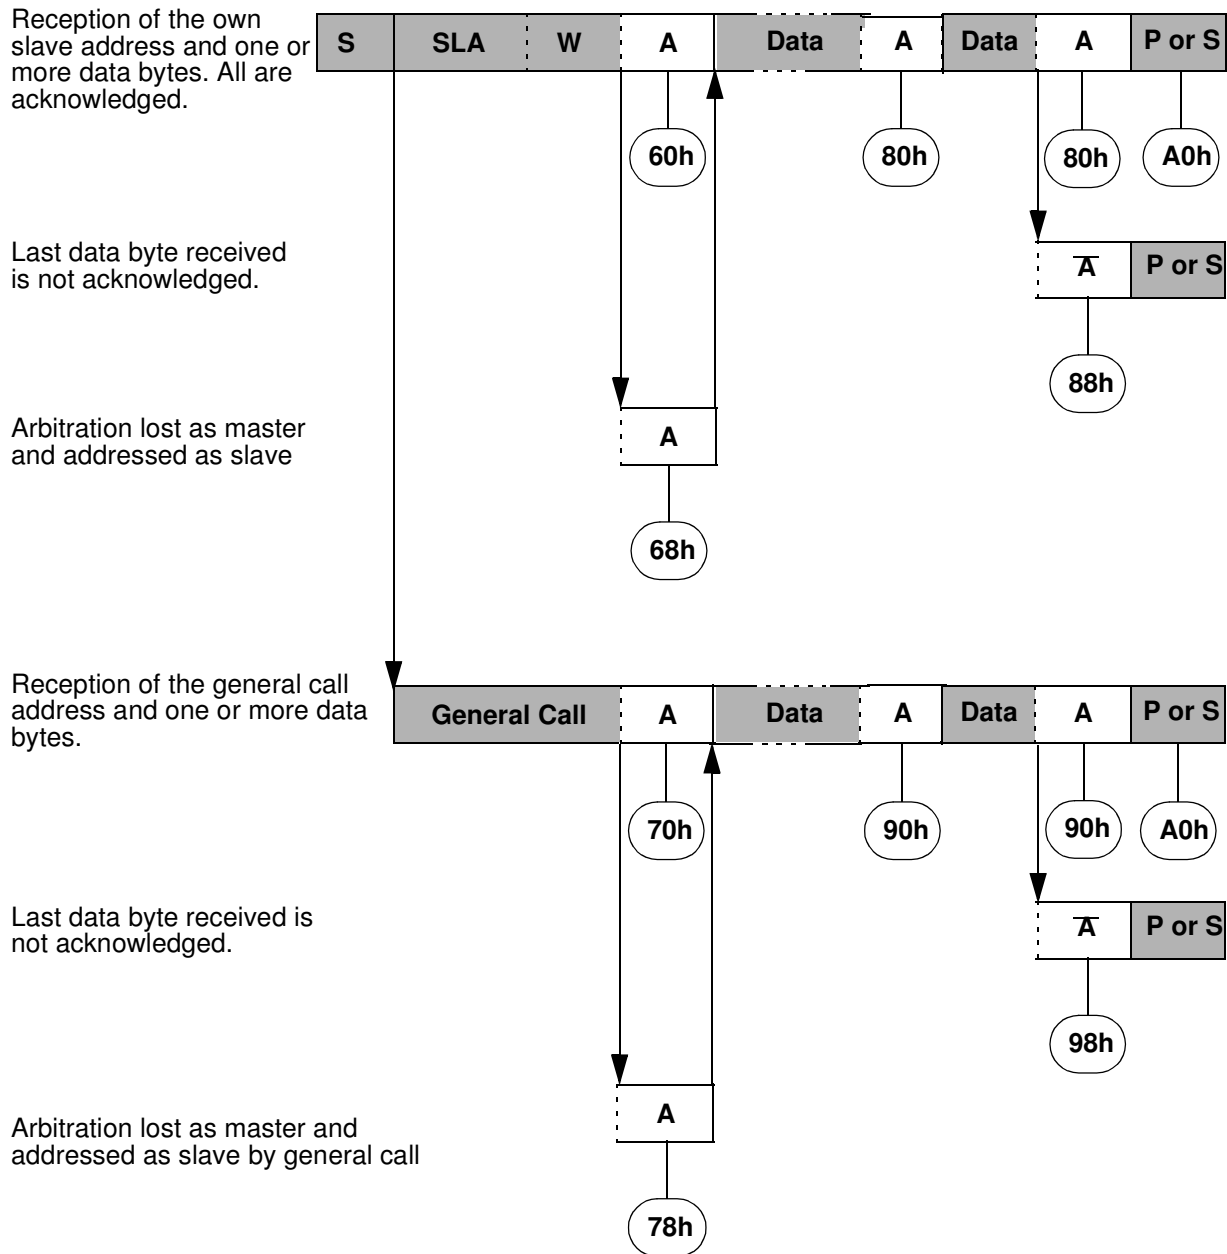 Reception of the own
slave address and one or
more data bytes. All are
acknowledged.
S SLA W A Data A Data A P or S
60h 80h 80h A0h
Last data byte received
is not acknowledged.
A̅ P or S
88h
Arbitration lost as master
and addressed as slave
A
68h
Reception of the general call
address and one or more data
bytes.
General Call A Data A Data A P or S
70h 90h 90h A0h
Last data byte received is
not acknowledged.
A̅ P or S
98h
Arbitration lost as master and
addressed as slave by general call
A
78h